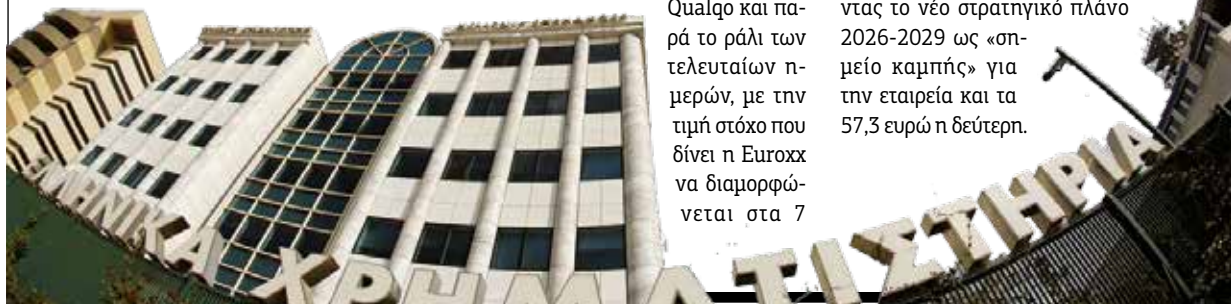 Qualqo και πα-
ρά το ράλι των
τελευταίων η-
μερών, με την
τιμή στόχο που
δίνει η Euroxx
να διαμορφώ-
νεται στα 7
ντας το νέο στρατηγικό πλάνο
2026-2029 ως «ση-
μείο καμπής» για
την εταιρεία και τα
57,3 ευρώ η δεύτερη.
ΕΛΛΗΝΙΚΑ ΧΡΗΜΑΤΙΣΤΗΡΙΑ